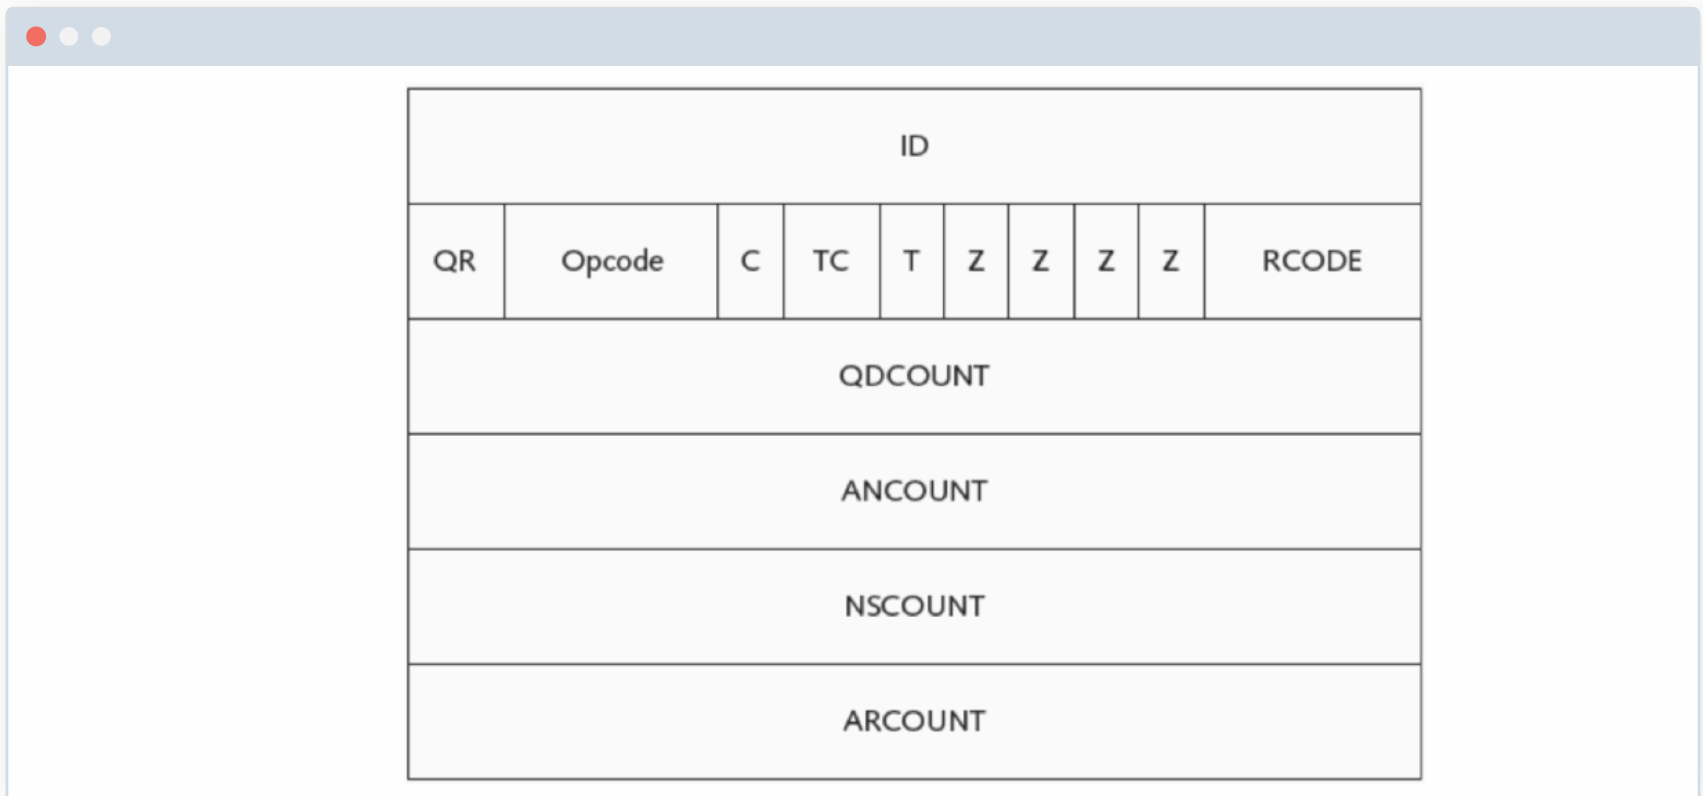 ID
QR Opcode C TC T Z Z Z Z RCODE
QDCOUNT
ANCOUNT
NSCOUNT
ARCOUNT